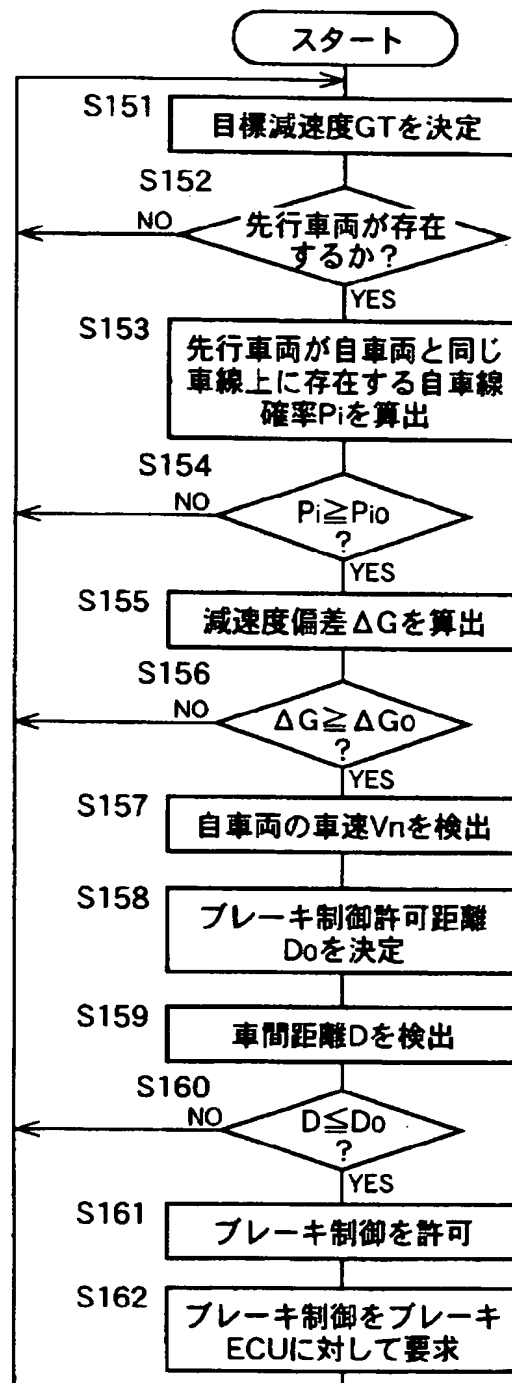 スタート
S151
目標減速度GTを決定
S152
NO
先行車両が存在
するか？
YES
S153
先行車両が自車両と同じ
車線上に存在する自車線
確率Piを算出
S154
NO
Pi≧Pio
?
YES
S155
減速度偏差ΔGを算出
S156
NO
ΔG≧ΔGo
?
YES
S157
自車両の車速Vnを検出
S158
ブレーキ制御許可距離
Doを決定
S159
車間距離Dを検出
S160
NO
D≦Do
?
YES
S161
ブレーキ制御を許可
S162
ブレーキ制御をブレーキ
ECUに対して要求